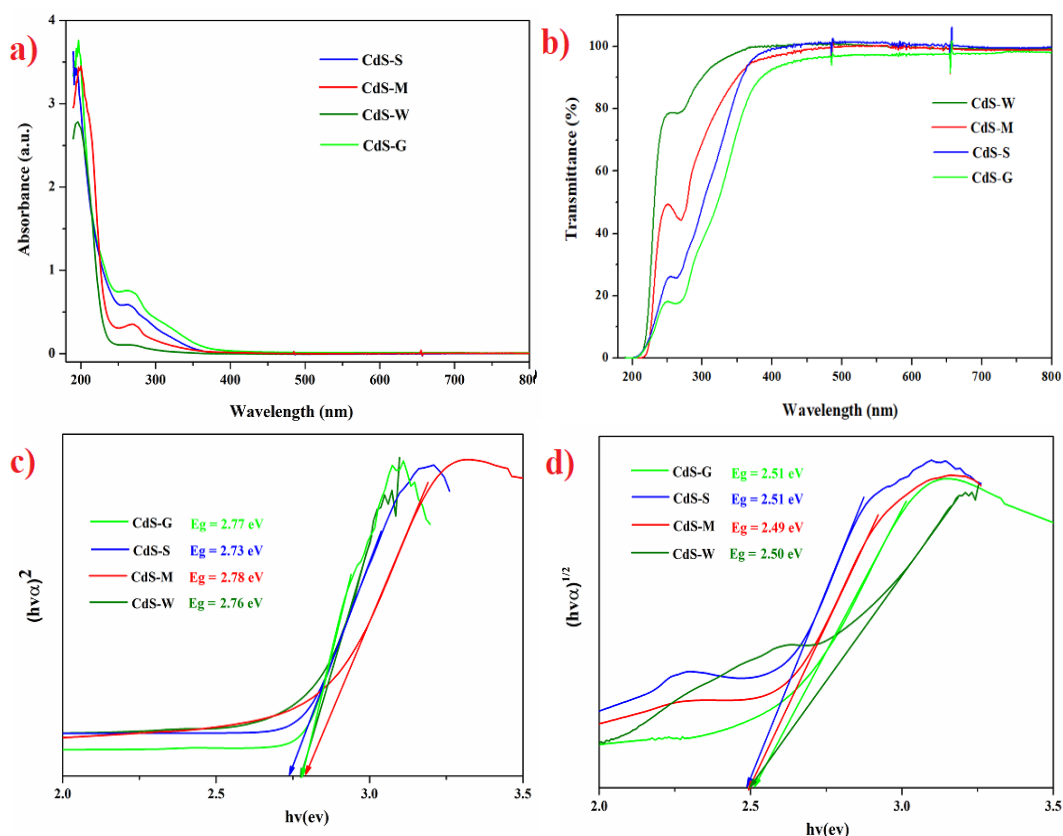 a)
4
3
2
1
0
Absorbance (a.u.)
CdS-S
CdS-M
CdS-W
CdS-G
200 300 400 500 600 700 800
Wavelength (nm)
b)
100
80
60
40
20
0
Transmittance (%)
CdS-W
CdS-M
CdS-S
CdS-G
200 300 400 500 600 700 800
Wavelength (nm)
c)
(hvα)2
CdS-G Eg = 2.77 eV
CdS-S Eg = 2.73 eV
CdS-M Eg = 2.78 eV
CdS-W Eg = 2.76 eV
2.0 2.5 3.0 3.5
hv(ev)
d)
(hvα)1/2
CdS-G Eg = 2.51 eV
CdS-S Eg = 2.51 eV
CdS-M Eg = 2.49 eV
CdS-W Eg = 2.50 eV
2.0 2.5 3.0 3.5
hv(ev)